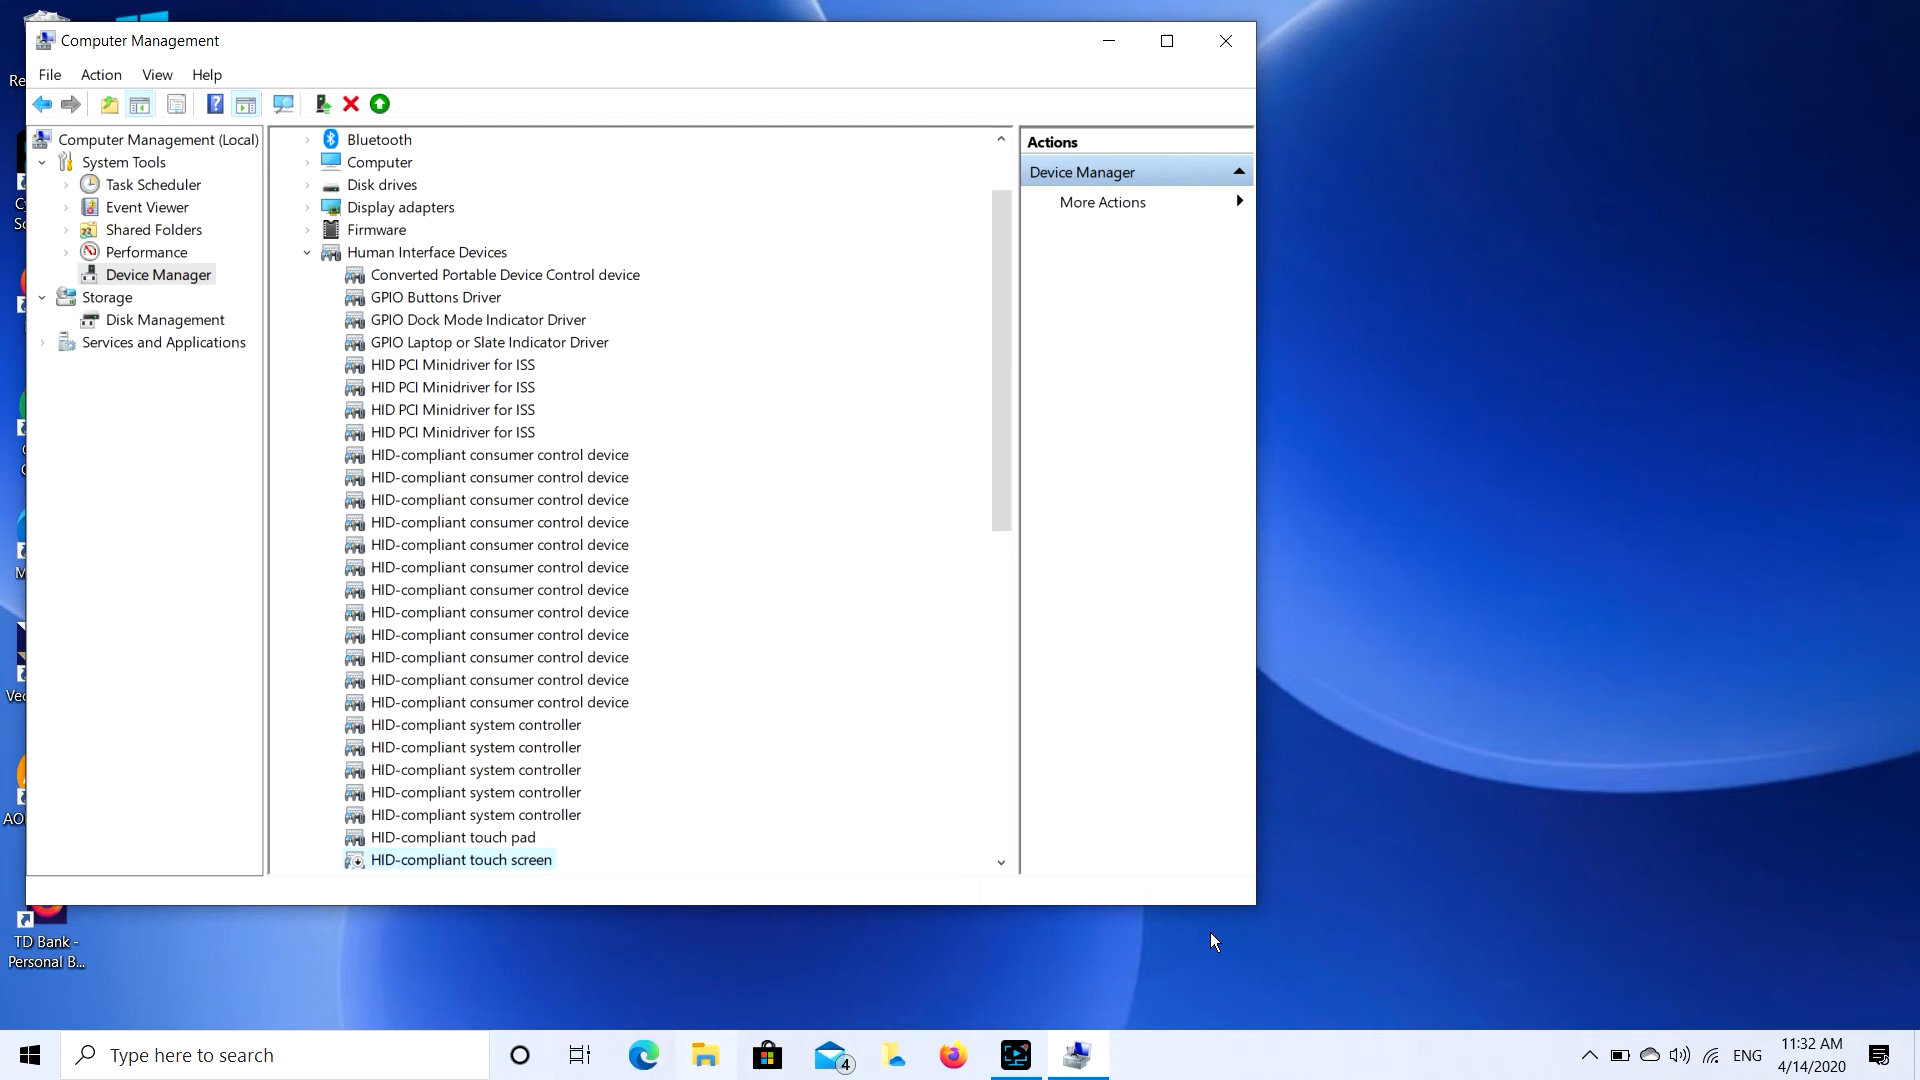 Computer Management
File Action View Help
Computer Management (Local)
System Tools
Task Scheduler
Event Viewer
Shared Folders
Performance
Device Manager
Storage
Disk Management
Services and Applications
Bluetooth
Computer
Disk drives
Display adapters
Firmware
Human Interface Devices
Converted Portable Device Control device
GPIO Buttons Driver
GPIO Dock Mode Indicator Driver
GPIO Laptop or Slate Indicator Driver
HID PCI Minidriver for ISS
HID PCI Minidriver for ISS
HID PCI Minidriver for ISS
HID PCI Minidriver for ISS
HID-compliant consumer control device
HID-compliant consumer control device
HID-compliant consumer control device
HID-compliant consumer control device
HID-compliant consumer control device
HID-compliant consumer control device
HID-compliant consumer control device
HID-compliant consumer control device
HID-compliant consumer control device
HID-compliant consumer control device
HID-compliant consumer control device
HID-compliant consumer control device
HID-compliant system controller
HID-compliant system controller
HID-compliant system controller
HID-compliant system controller
HID-compliant system controller
HID-compliant touch pad
HID-compliant touch screen
Actions
Device Manager
More Actions
TD Bank -
Personal B...
Type here to search
4
ENG
11:32 AM
4/14/2020